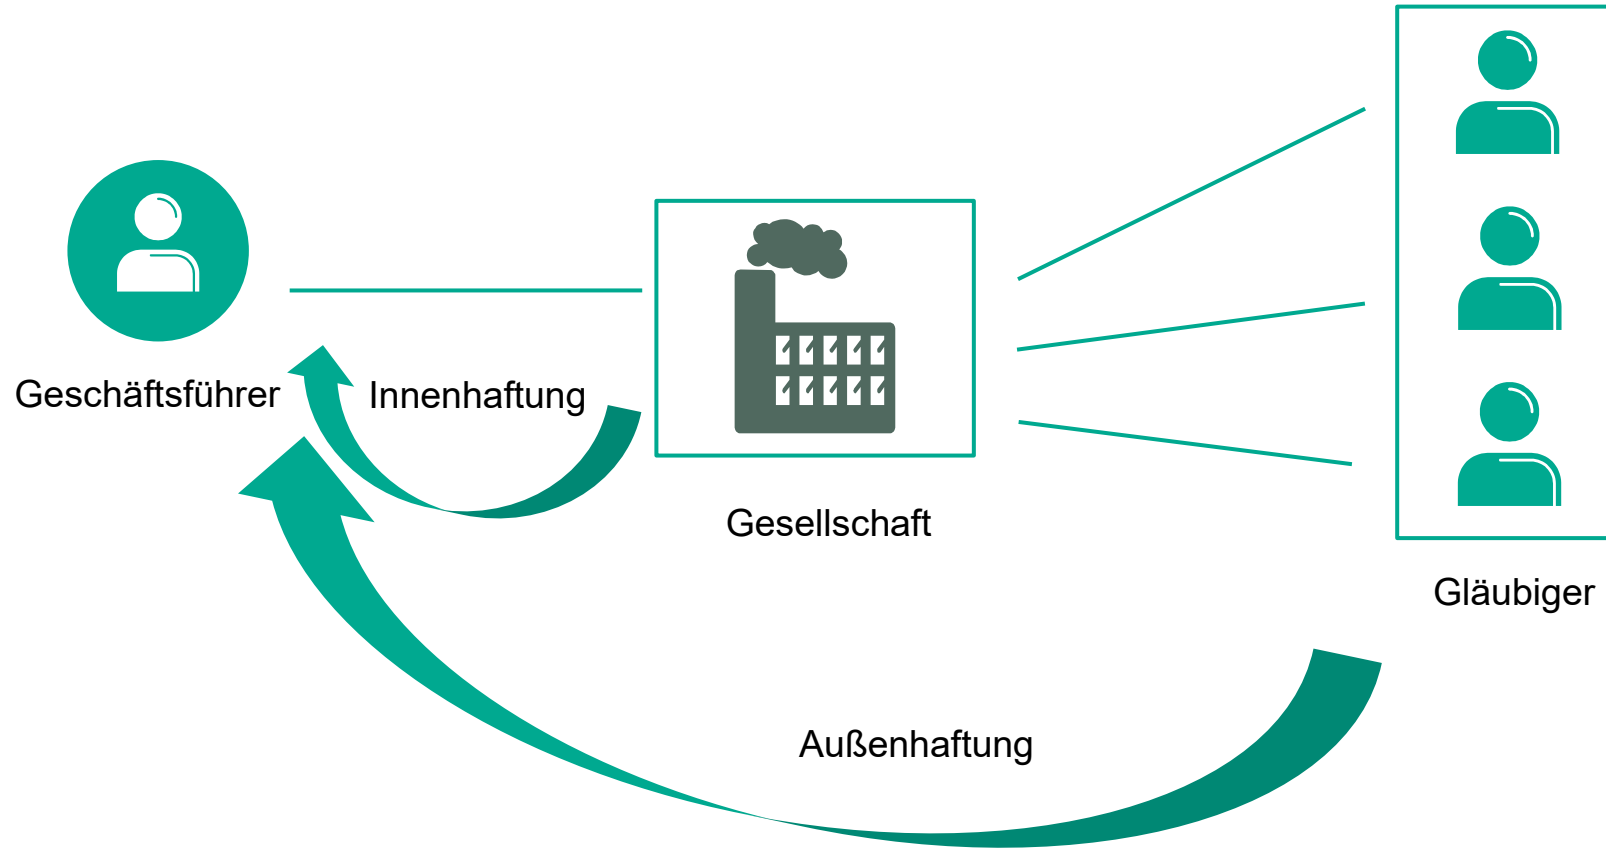 Geschäftsführer
Innenhaftung
Gesellschaft
Gläubiger
Außenhaftung